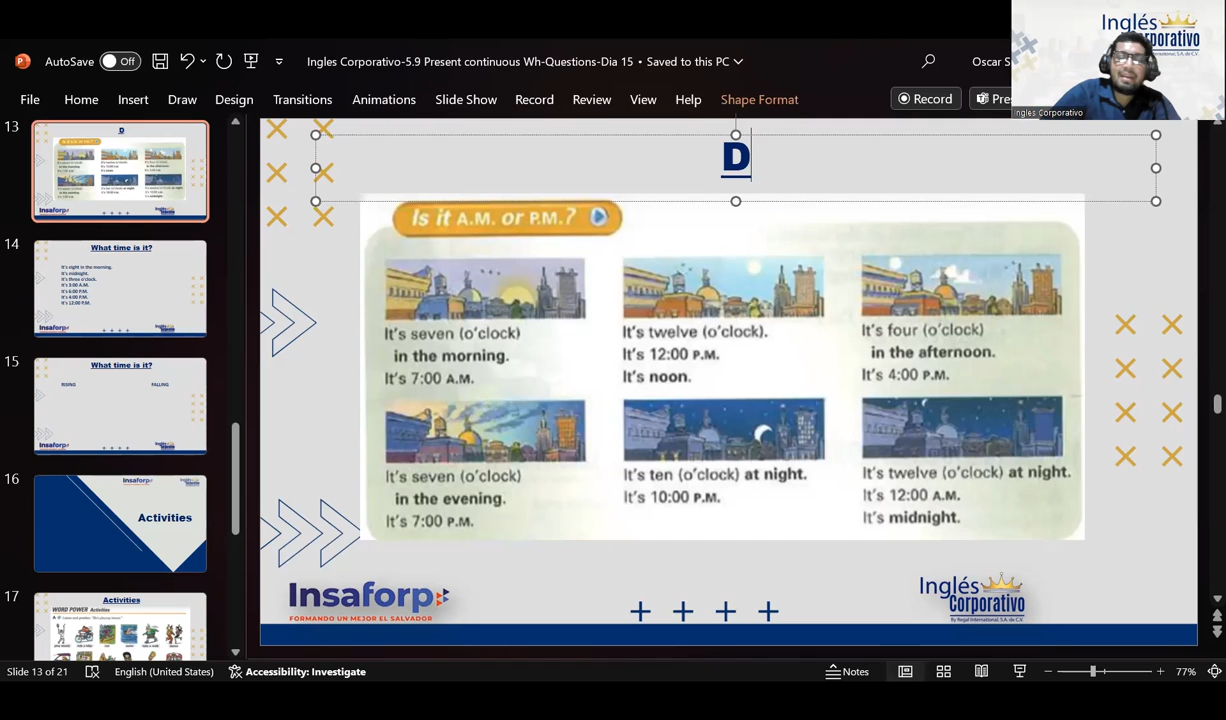 Inglés
Corporativo
By Regal International, S.A. de C.V.
Ingles Corporativo
AutoSave Off
Ingles Corporativo-5.9 Present continuous Wh-Questions-Dia 15 • Saved to this PC
Oscar S
File Home Insert Draw Design Transitions Animations Slide Show Record Review View Help Shape Format
Record
Pres
13
D
14
What time is it?
It's eight in the morning.
It's midnight.
It's three o'clock.
It's 3:00 A.M.
It's 6:00 P.M.
It's 4:00 P.M.
It's 12:00 P.M.
Insaforp
15
What time is it?
RISING FALLING
Insaforp
16
Insaforp
Activities
17
Activities
WORD POWER Activities
D
Is it A.M. or P.M.?
It's seven (o'clock)
in the morning.
It's 7:00 A.M.
It's twelve (o'clock).
It's 12:00 P.M.
It's noon.
It's four (o'clock)
in the afternoon.
It's 4:00 P.M.
It's seven (o'clock)
in the evening.
It's 7:00 P.M.
It's ten (o'clock) at night.
It's 10:00 P.M.
It's twelve (o'clock) at night.
It's 12:00 A.M.
It's midnight.
Insaforp
FORMANDO UN MEJOR EL SALVADOR
Inglés
Corporativo
By Regal International, S.A. de C.V.
Slide 13 of 21 English (United States) Accessibility: Investigate Notes 77%